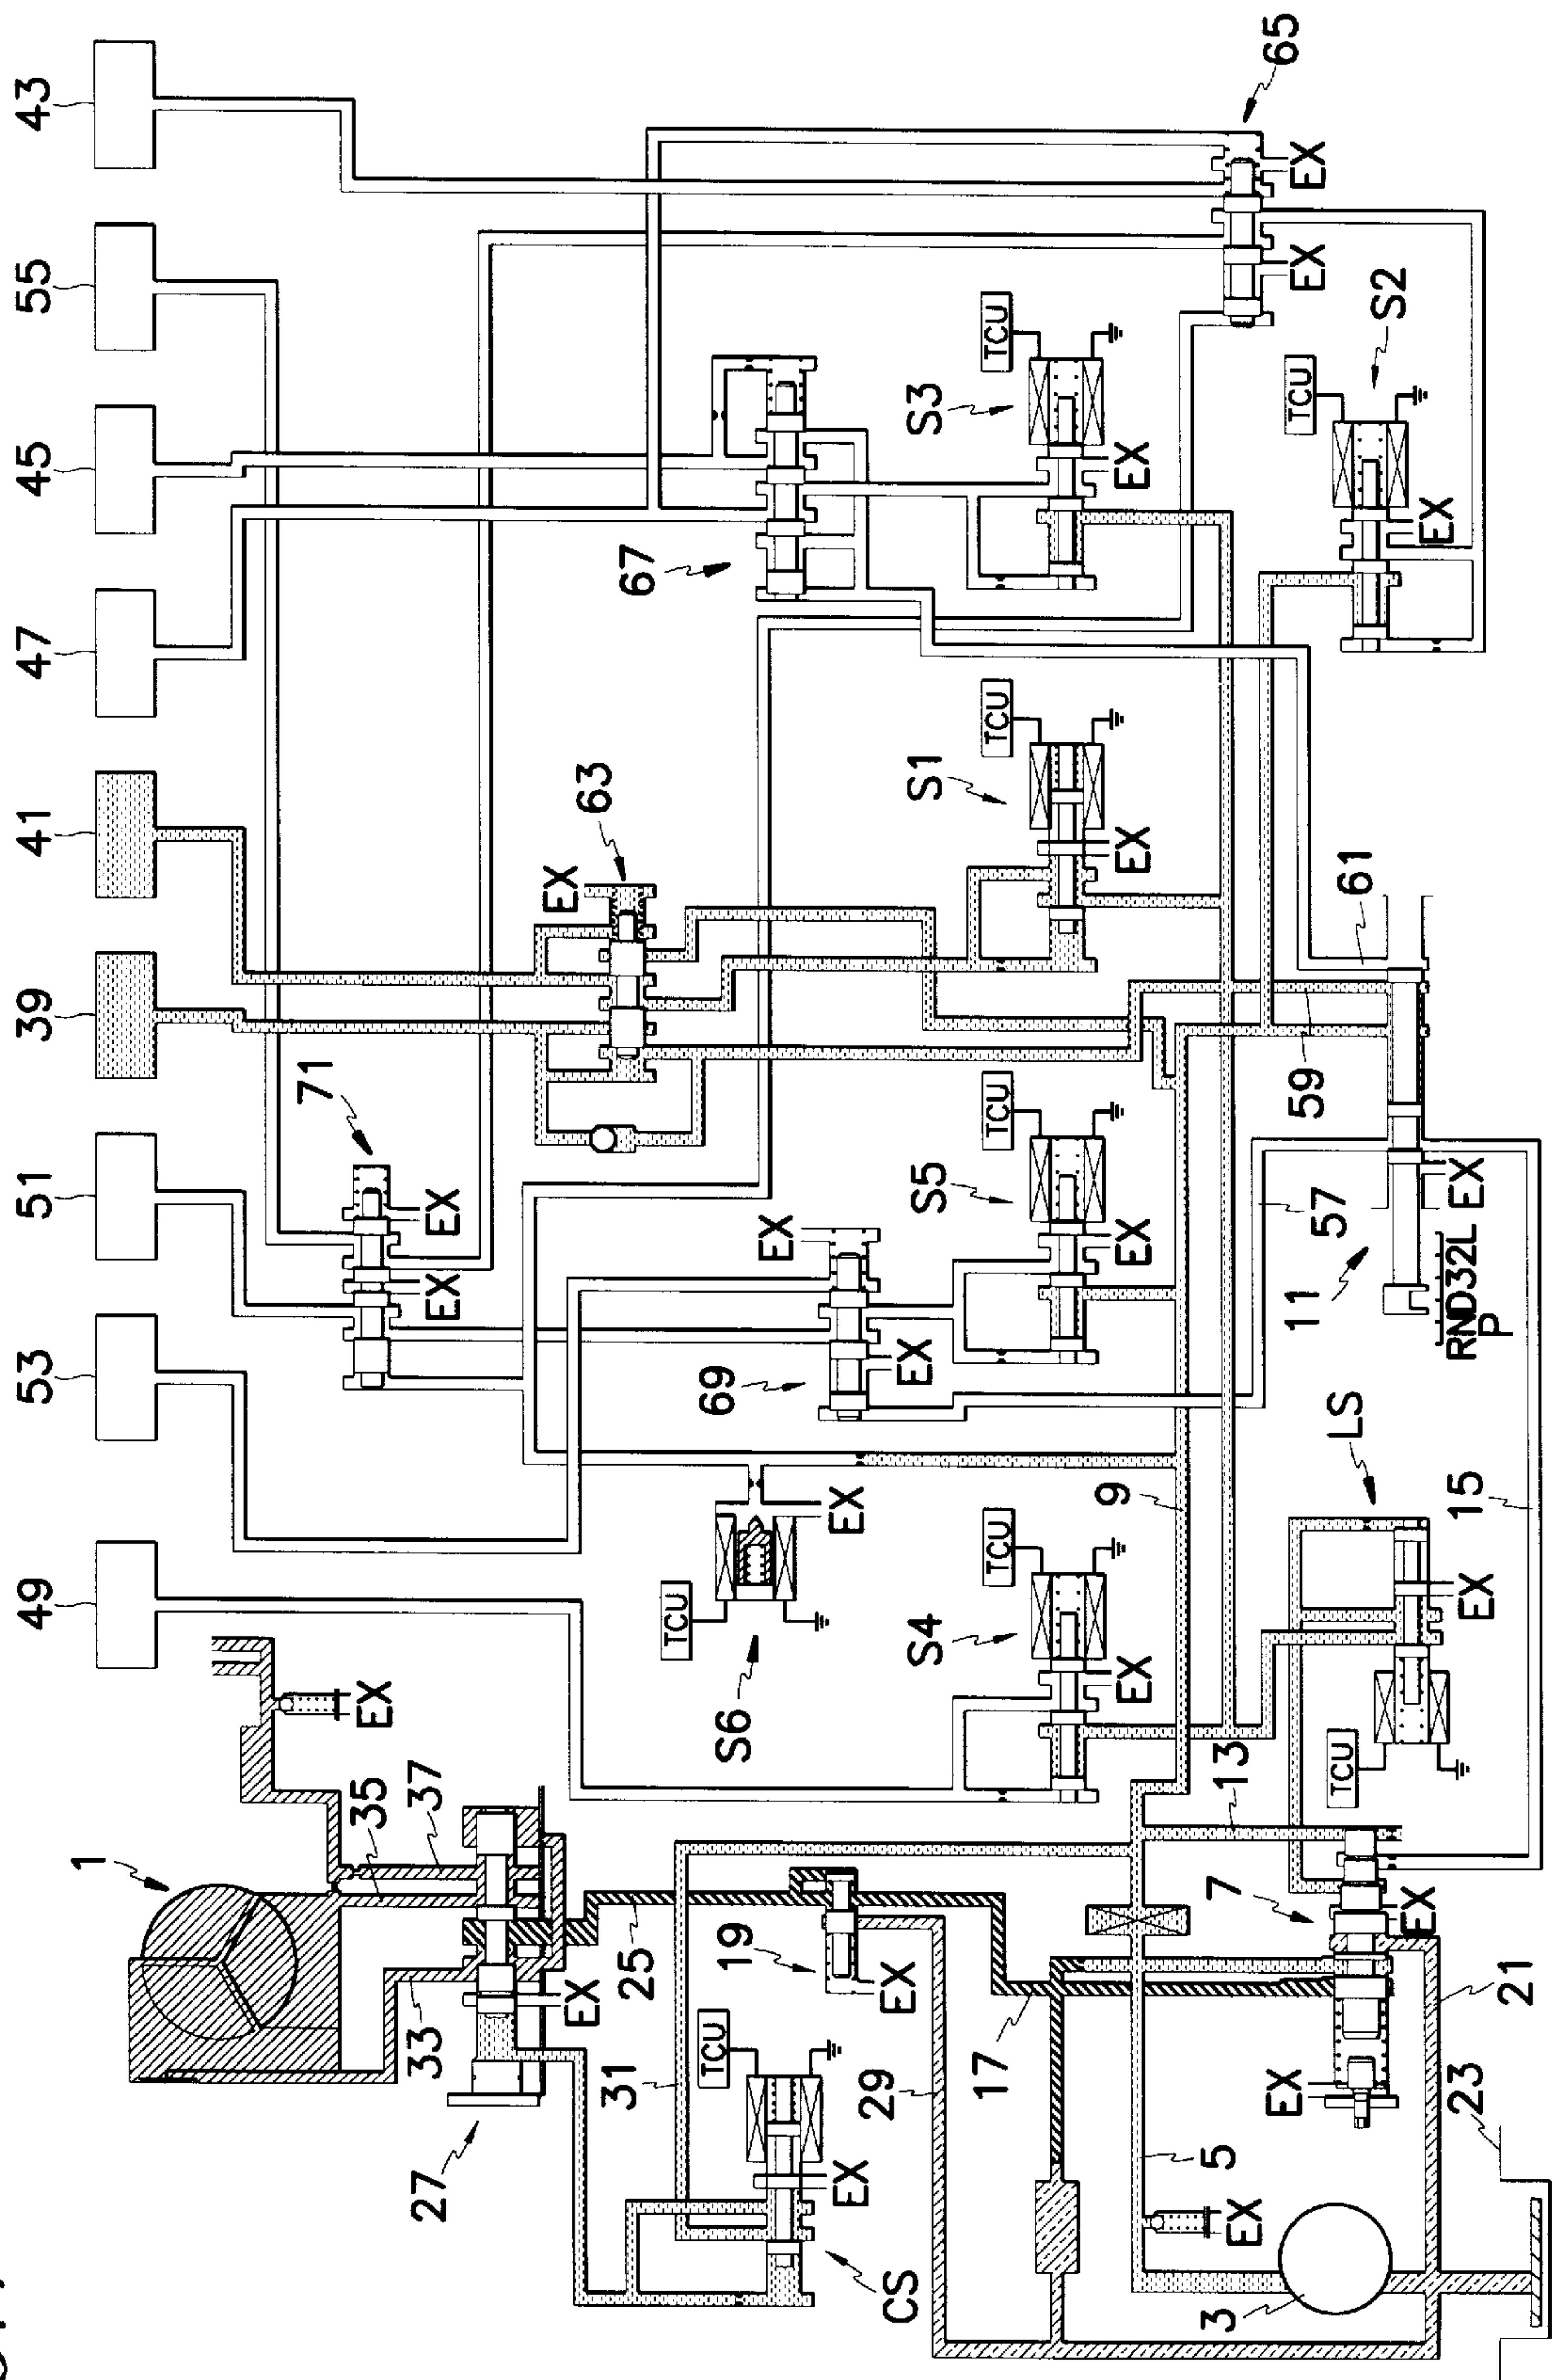 43
55
45
47
41
39
51
53
49
65
EX
EX
TCU
S3
EX
TCU
S2
EX
67
63
EX
TCU
S1
EX
61
59
71
EX
EX
EX
TCU
S5
EX
57
EX
11
RND32L
P
69
EX
LS
15
EX
9
EX
TCU
S6
TCU
S4
EX
13
TCU
EX
1
35
37
33
EX
27
25
19
EX
7
EX
TCU
31
29
17
21
EX
EX
CS
5
EX
23
3